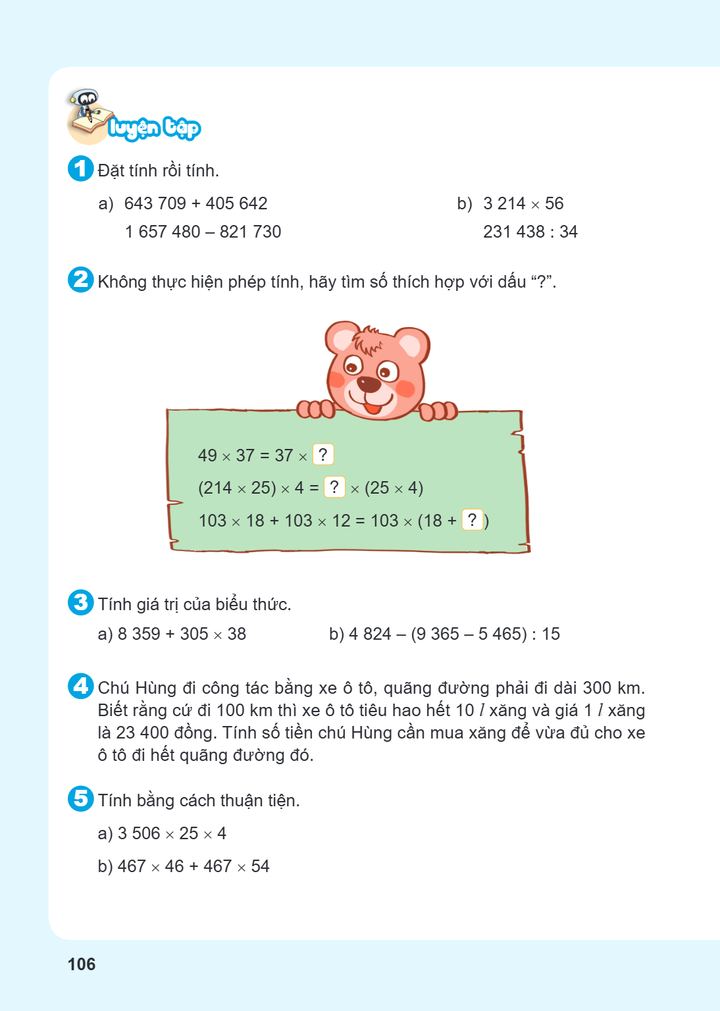 luyện tập
1 Đặt tính rồi tính.
a) 643 709 + 405 642
b) 3 214 × 56
1 657 480 – 821 730
231 438 : 34
2 Không thực hiện phép tính, hãy tìm số thích hợp với dấu “?”.
49 × 37 = 37 × ?
(214 × 25) × 4 = ? × (25 × 4)
103 × 18 + 103 × 12 = 103 × (18 + ? )
3 Tính giá trị của biểu thức.
a) 8 359 + 305 × 38
b) 4 824 – (9 365 – 5 465) : 15
4 Chú Hùng đi công tác bằng xe ô tô, quãng đường phải đi dài 300 km.
Biết rằng cứ đi 100 km thì xe ô tô tiêu hao hết 10 l xăng và giá 1 l xăng
là 23 400 đồng. Tính số tiền chú Hùng cần mua xăng để vừa đủ cho xe
ô tô đi hết quãng đường đó.
5 Tính bằng cách thuận tiện.
a) 3 506 × 25 × 4
b) 467 × 46 + 467 × 54
106